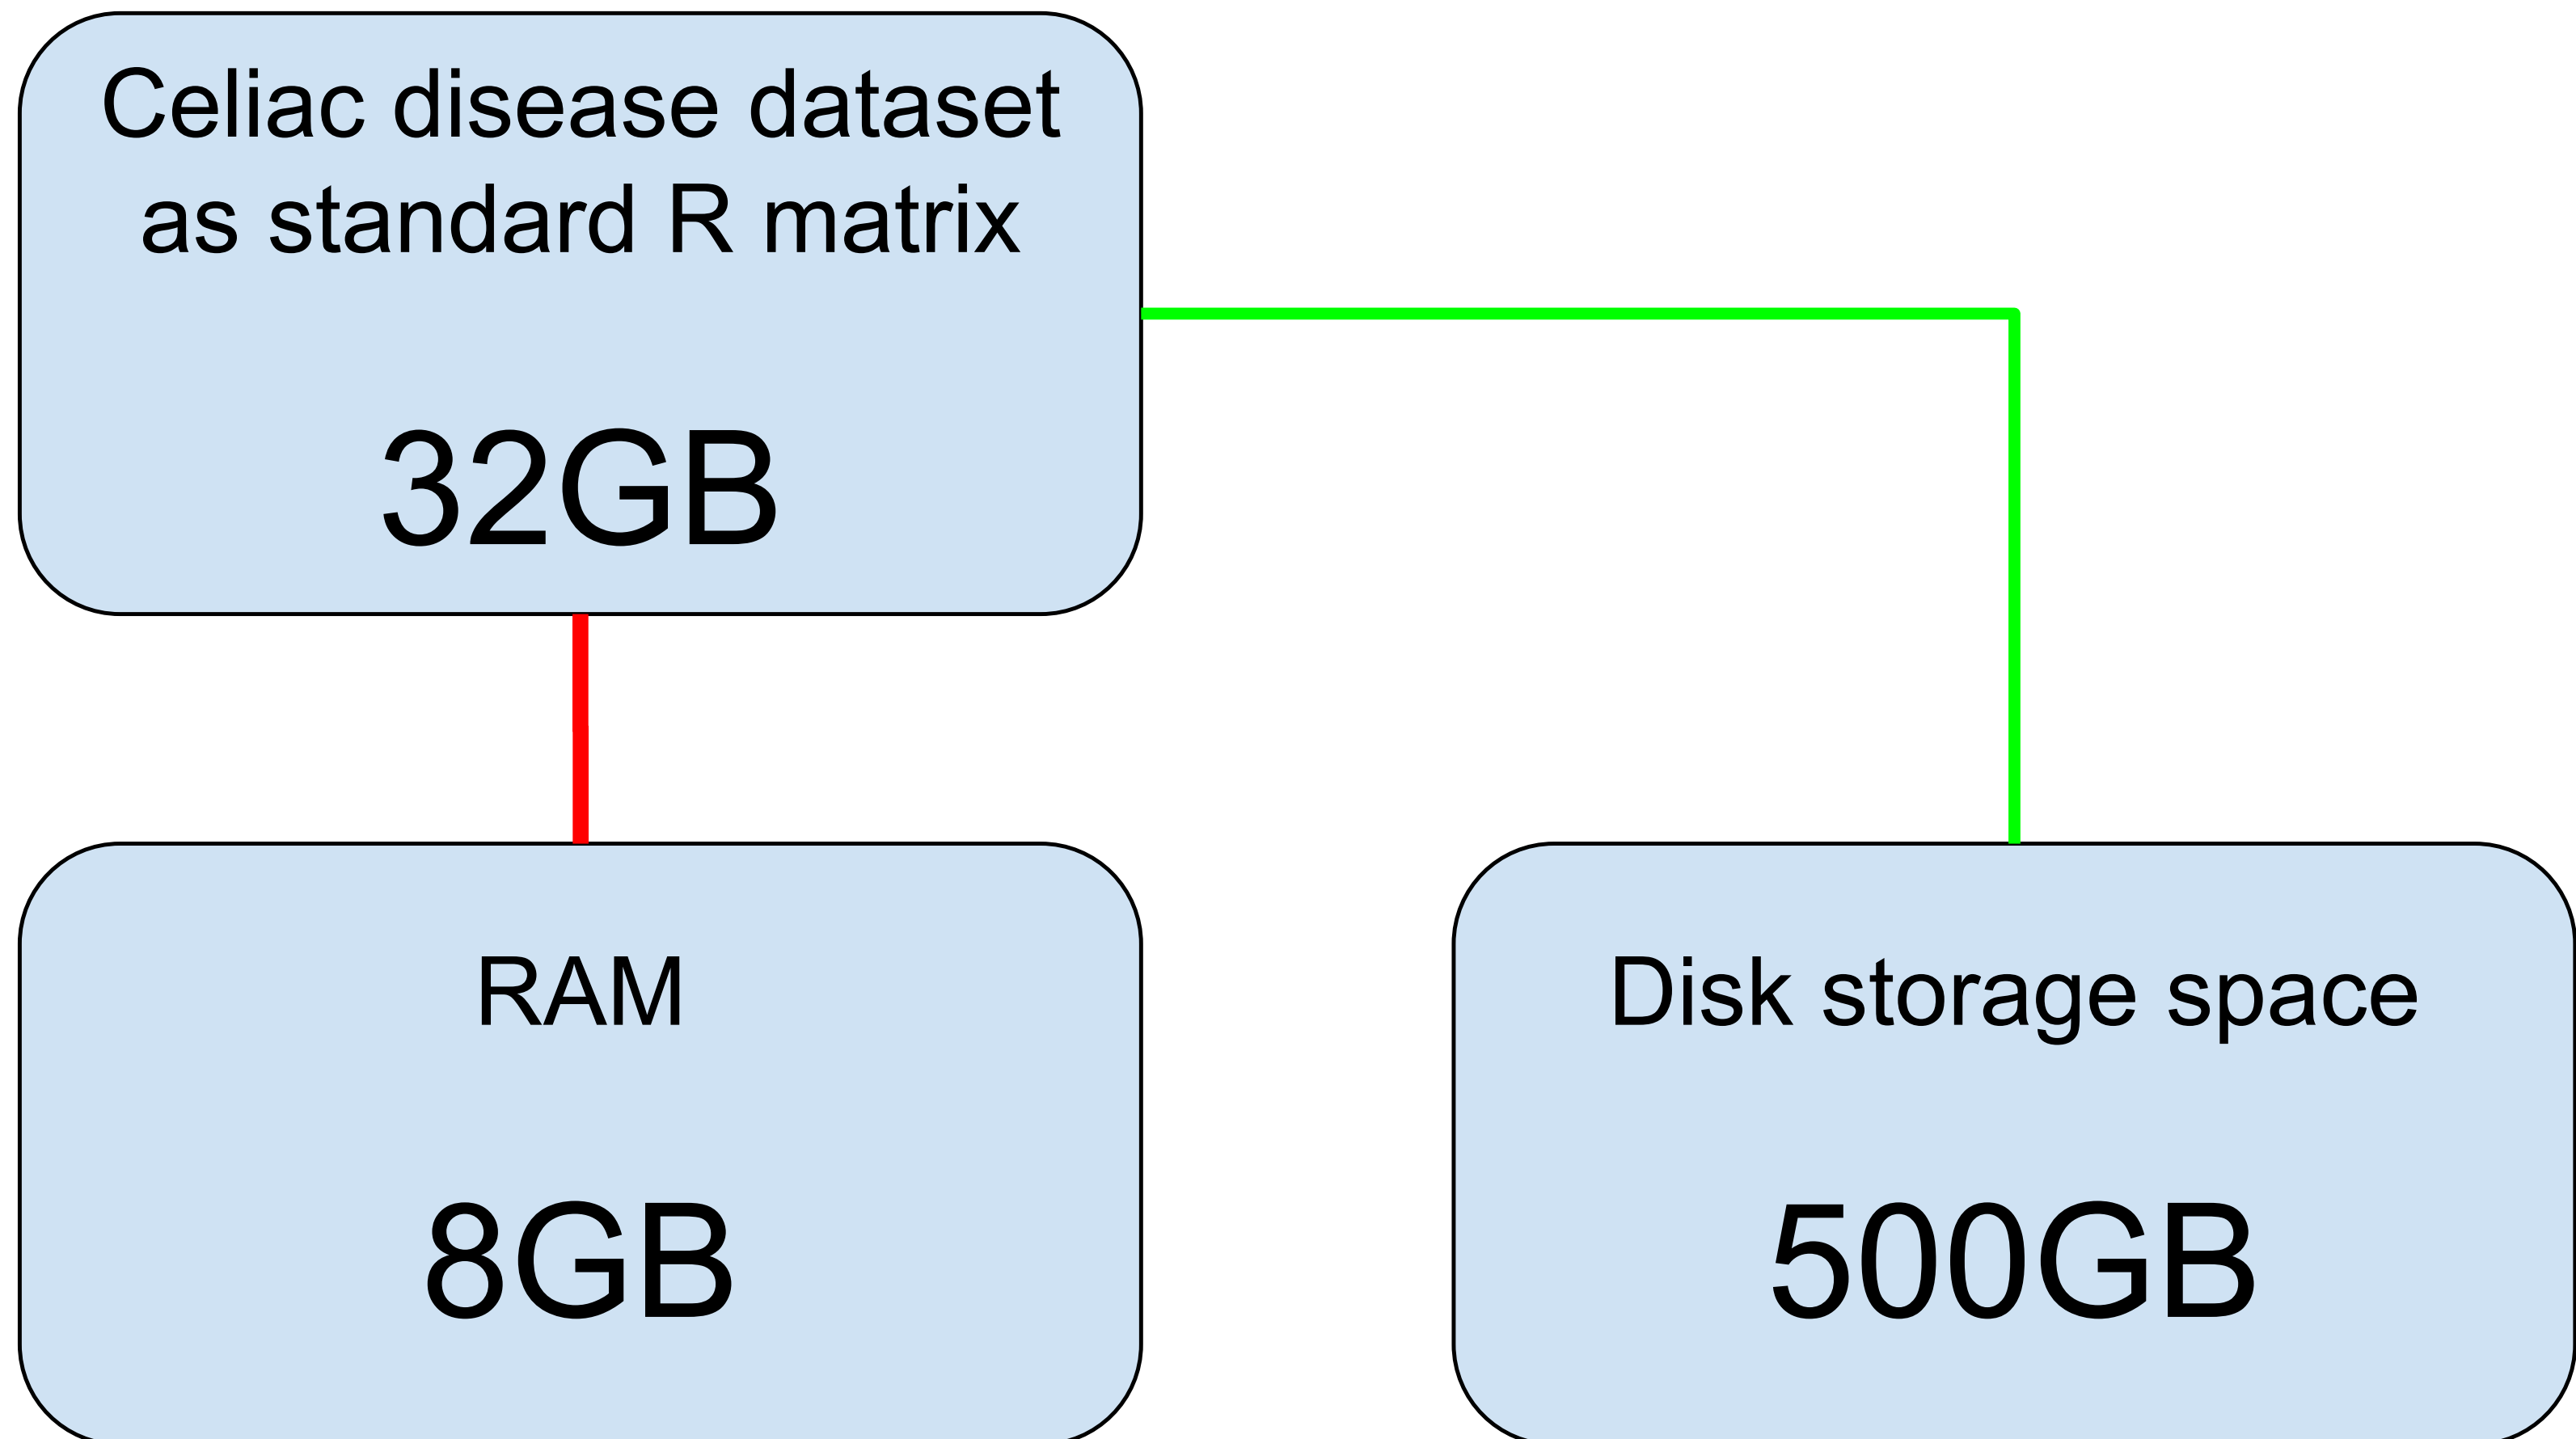 Celiac disease dataset
as standard R matrix
32GB
RAM
8GB
Disk storage space
500GB